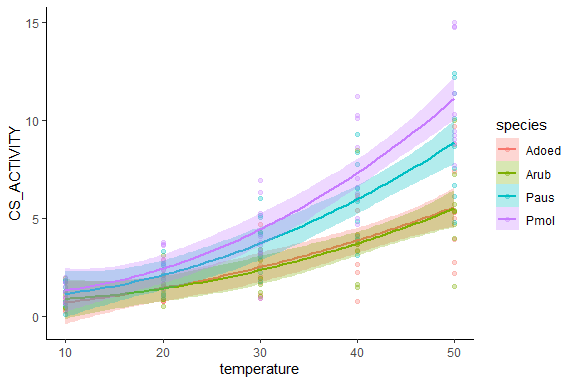 15
10
5
0
CS_ACTIVITY
10 20 30 40 50
temperature
species
Adoed
Arub
Paus
Pmol